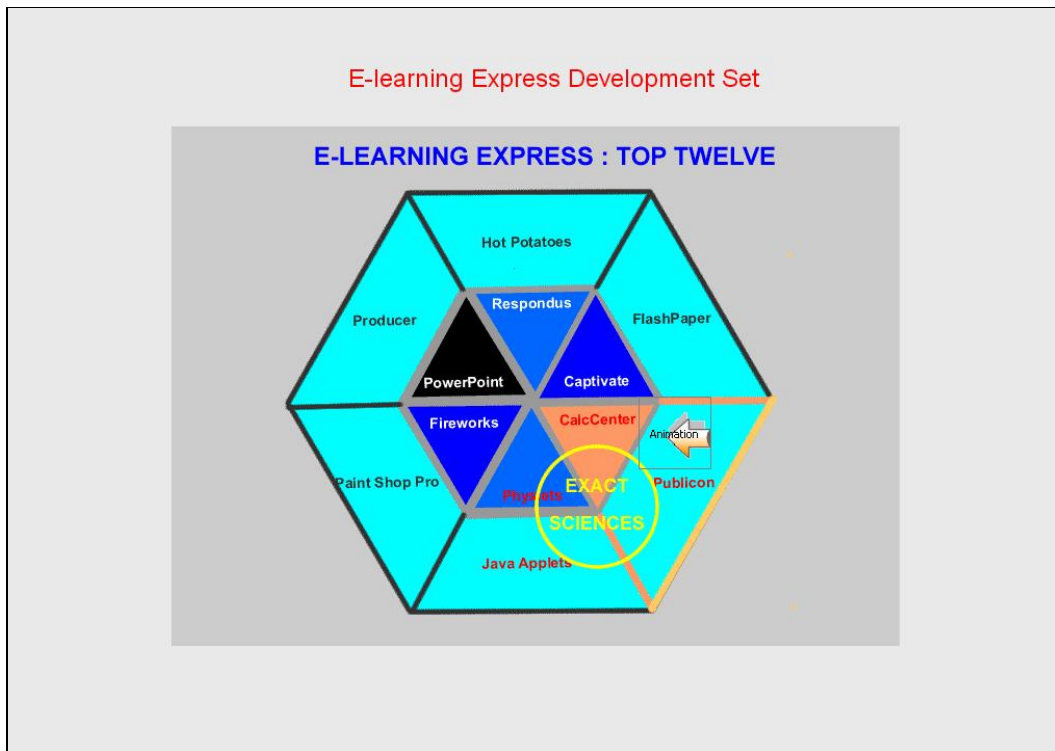 E-learning Express Development Set
E-LEARNING EXPRESS : TOP TWELVE
Hot Potatoes
Respondus
Producer
FlashPaper
PowerPoint
Captivate
Fireworks
CalcCenter
Animation
Paint Shop Pro
Physlets
EXACT
Publicon
SCIENCES
Java Applets